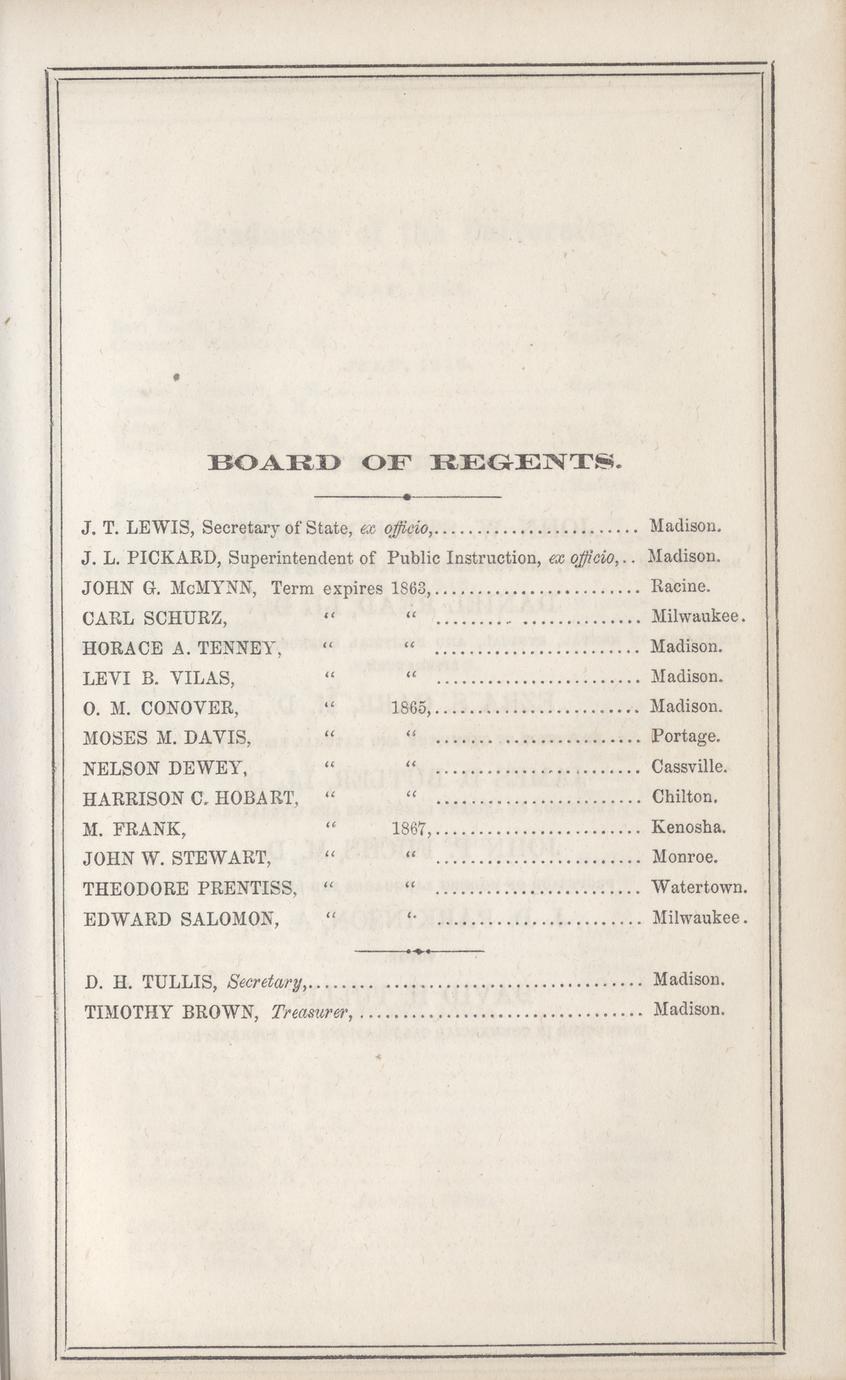 BOARD OF REGENTS.
J. T. LEWIS, Secretary of State, ex officio,........................ Madison.
J. L. PICKARD, Superintendent of Public Instruction, ex officio,.. Madison.
JOHN G. McMYNN, Term expires 1863,........................ Racine.
CARL SCHURZ, “ “ ........................ Milwaukee.
HORACE A. TENNEY, “ “ ........................ Madison.
LEVI B. VILAS, “ “ ........................ Madison.
O. M. CONOVER, “ 1865,........................ Madison.
MOSES M. DAVIS, “ “ ....... ................ Portage.
NELSON DEWEY, “ “ ........................ Cassville.
HARRISON C. HOBART, “ “ ........................ Chilton.
M. FRANK, “ 1867,........................ Kenosha.
JOHN W. STEWART, “ “ ........................ Monroe.
THEODORE PRENTISS, “ “ ........................ Watertown.
EDWARD SALOMON, “ “ ........................ Milwaukee.
D. H. TULLIS, Secretary,........ .............................. Madison.
TIMOTHY BROWN, Treasurer, ................................. Madison.